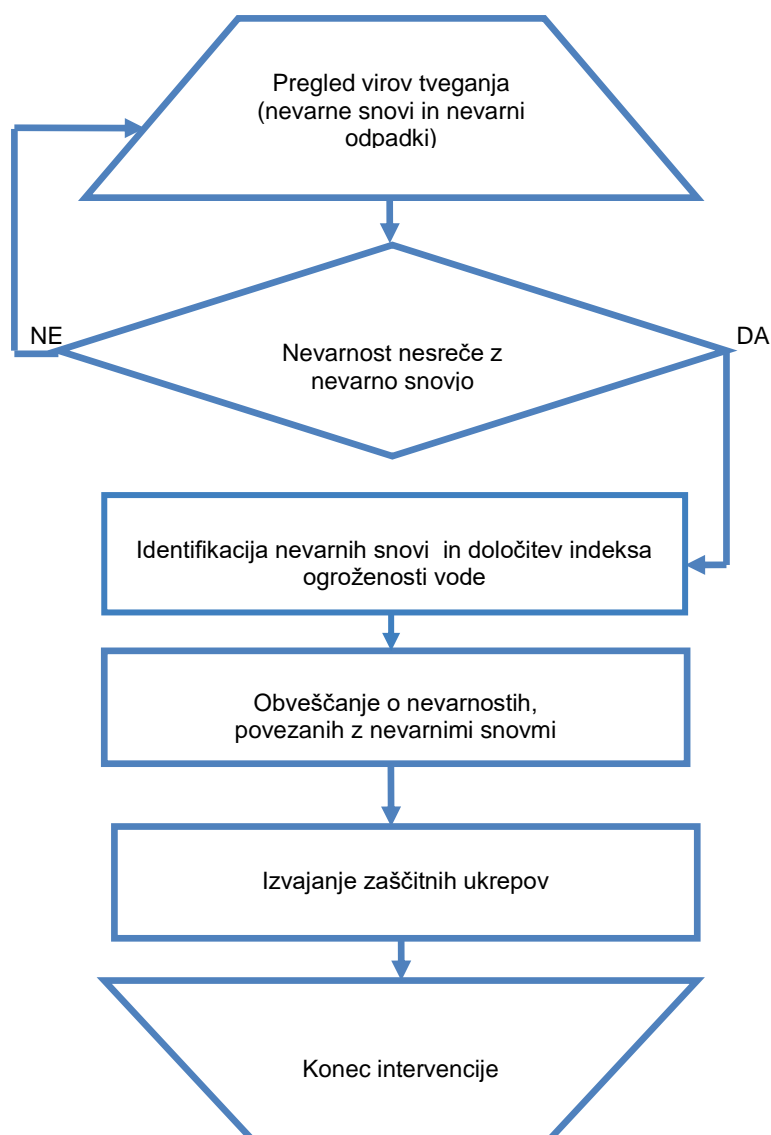 Pregled virov tveganja
(nevarne snovi in nevarni
odpadki)
NE
DA
Nevarnost nesreče z
nevarno snovjo
Identifikacija nevarnih snovi  in določitev indeksa
ogroženosti vode
Obveščanje o nevarnostih,
povezanih z nevarnimi snovmi
Izvajanje zaščitnih ukrepov
Konec intervencije